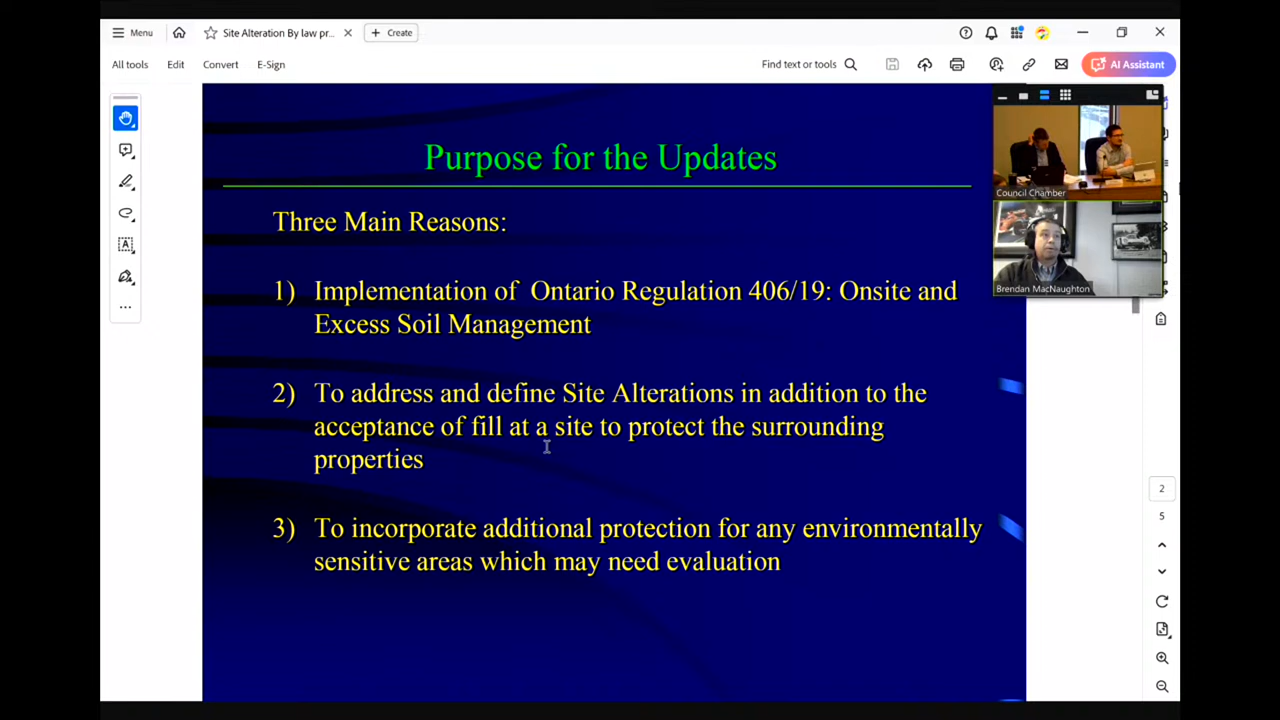 Menu
Site Alteration By law pr...
Create
All tools
Edit
Convert
E-Sign
Find text or tools
AI Assistant
Purpose for the Updates
Three Main Reasons:
1) Implementation of Ontario Regulation 406/19: Onsite and
Excess Soil Management
2) To address and define Site Alterations in addition to the
acceptance of fill at a site to protect the surrounding
properties
3) To incorporate additional protection for any environmentally
sensitive areas which may need evaluation
Council Chamber
Brendan MacNaughton
2
5